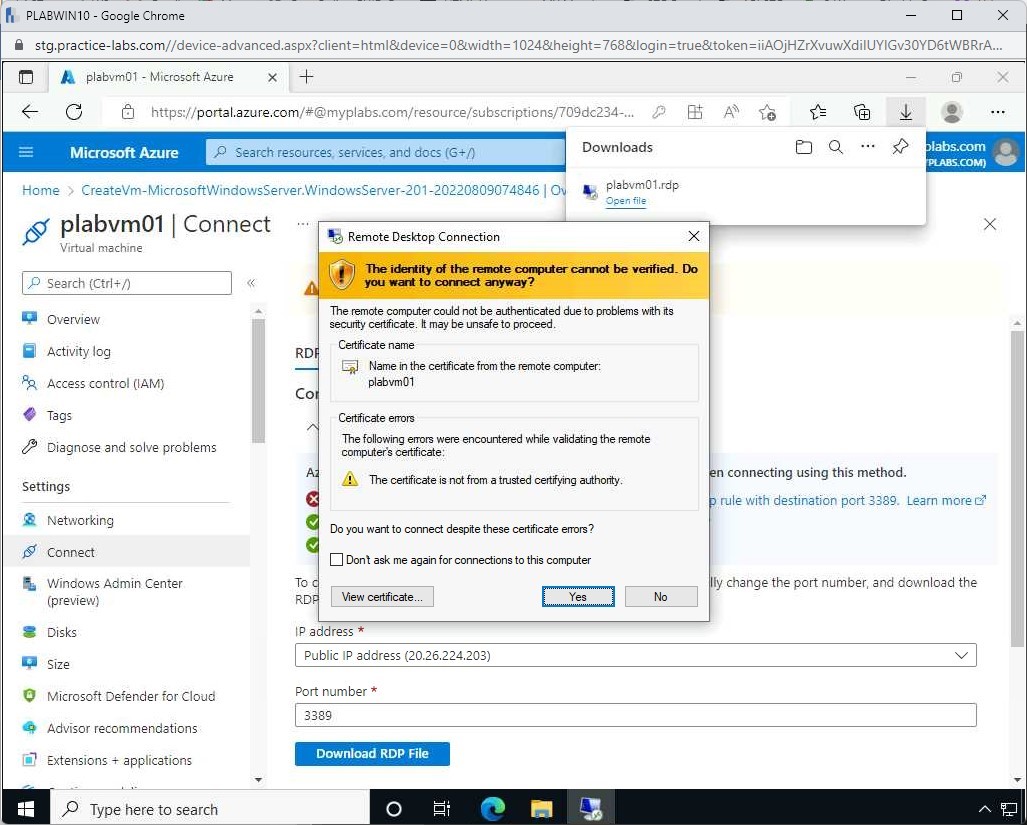 PLABWIN10 - Google Chrome
stg.practice-labs.com//device-advanced.aspx?client=html&device=0&width=1024&height=768&login=true&token=iiAOjHZrXvuwXdiIUYIGv30YD6tWBRrA...
plabvm01 - Microsoft Azure
https://portal.azure.com/#@myplabs.com/resource/subscriptions/709dc234-...
Microsoft Azure
Search resources, services, and docs (G+/)
plabs.com
YPLABS.COM)
Downloads
plabvm01.rdp
Open file
Home > CreateVm-MicrosoftWindowsServer.WindowsServer-201-20220809074846 | Ov
plabvm01 | Connect ...
Virtual machine
Search (Ctrl+/)
«
Overview
Activity log
Access control (IAM)
Tags
Diagnose and solve problems
Settings
Networking
Connect
Windows Admin Center
(preview)
Disks
Size
Microsoft Defender for Cloud
Advisor recommendations
Extensions + applications
Remote Desktop Connection
The identity of the remote computer cannot be verified. Do
you want to connect anyway?
The remote computer could not be authenticated due to problems with its
security certificate. It may be unsafe to proceed.
Certificate name
Name in the certificate from the remote computer:
plabvm01
Certificate errors
The following errors were encountered while validating the remote
computer's certificate:
The certificate is not from a trusted certifying authority.
Do you want to connect despite these certificate errors?
Don't ask me again for connections to this computer
View certificate...
Yes
No
RDP
Con
Az
en connecting using this method.
p rule with destination port 3389. Learn more
To c
lly change the port number, and download the
RDP
IP address *
Public IP address (20.26.224.203)
Port number *
3389
Download RDP File
Type here to search